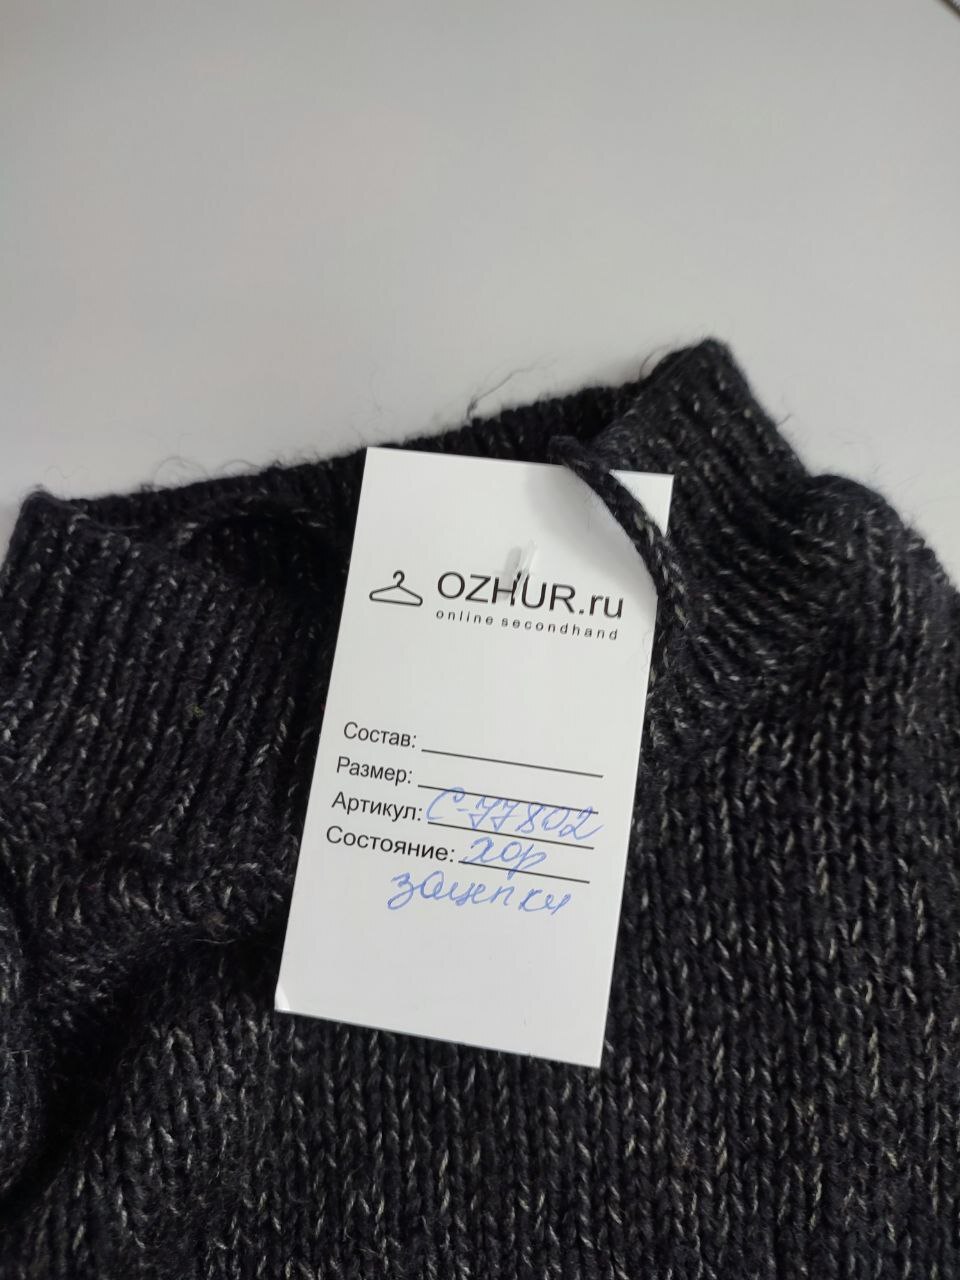 OZHUR.ru
online secondhand
Состав:
Размер:
Артикул: С-77802
Состояние: хор
зацепки